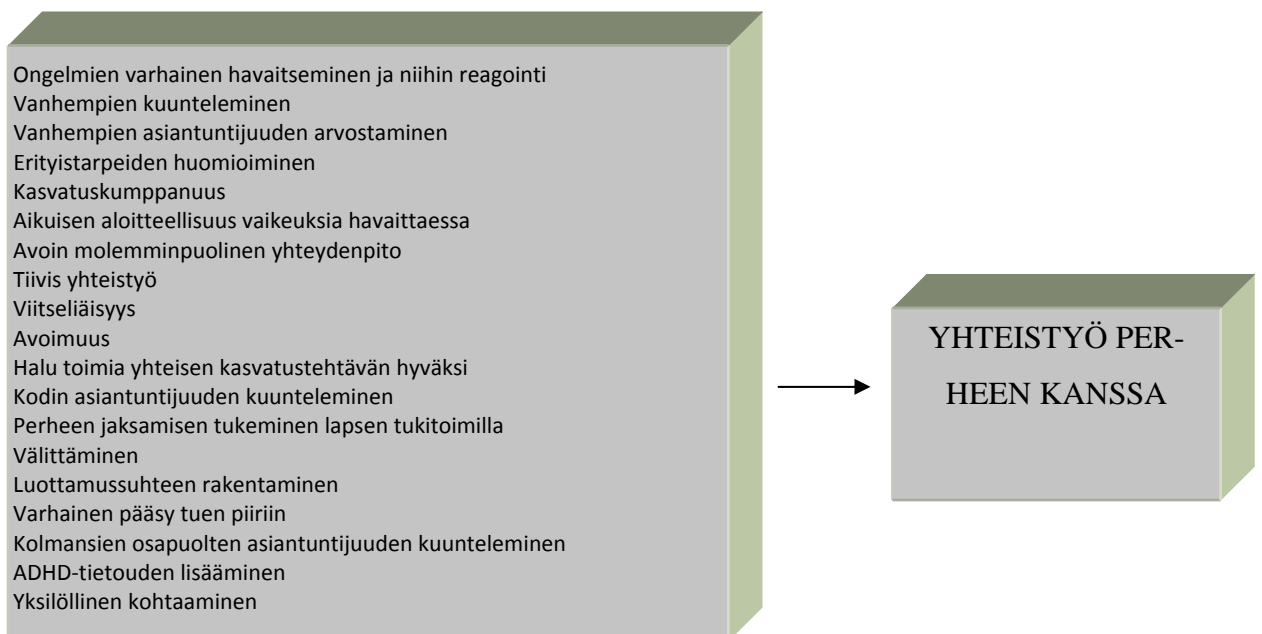 Ongelmien varhainen havaitseminen ja niihin reagointi
Vanhempien kuunteleminen
Vanhempien asiantuntijuuden arvostaminen
Erityistarpeiden huomioiminen
Kasvatuskumppanuus
Aikuisen aloitteellisuus vaikeuksia havaittaessa
Avoin molemminpuolinen yhteydenpito
Tiivis yhteistyö
Viitseliäisyys
Avoimuus
Halu toimia yhteisen kasvatustehtävän hyväksi
Kodin asiantuntijuuden kuunteleminen
Perheen jaksamisen tukeminen lapsen tukitoimilla
Välittäminen
Luottamussuhteen rakentaminen
Varhainen pääsy tuen piiriin
Kolmansien osapuolten asiantuntijuuden kuunteleminen
ADHD-tietouden lisääminen
Yksilöllinen kohtaaminen
YHTEISTYÖ PER-
HEEN KANSSA